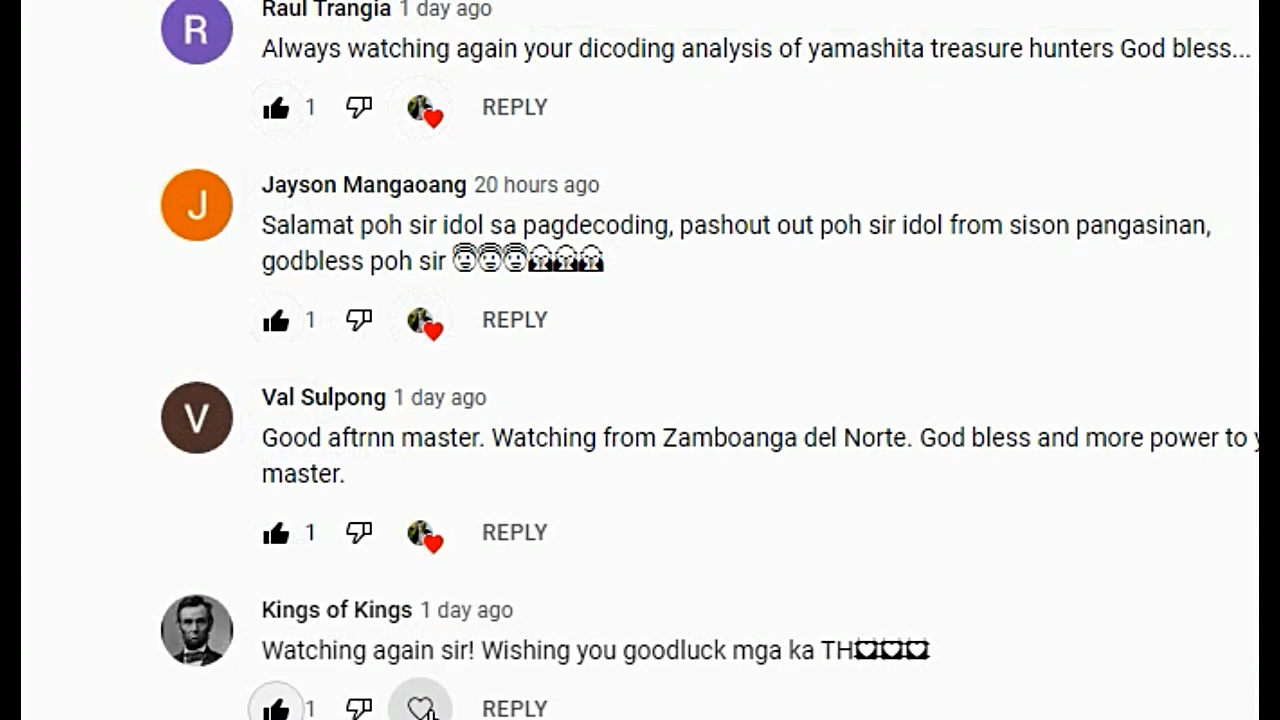 R
Raul Trangia 1 day ago
Always watching again your dicoding analysis of yamashita treasure hunters God bless...
1 REPLY
J
Jayson Mangaoang 20 hours ago
Salamat poh sir idol sa pagdecoding, pashout out poh sir idol from sison pangasinan,
godbless poh sir
1 REPLY
V
Val Sulpong 1 day ago
Good aftrnn master. Watching from Zamboanga del Norte. God bless and more power to
master.
1 REPLY
Kings of Kings 1 day ago
Watching again sir! Wishing you goodluck mga ka TH
1 REPLY